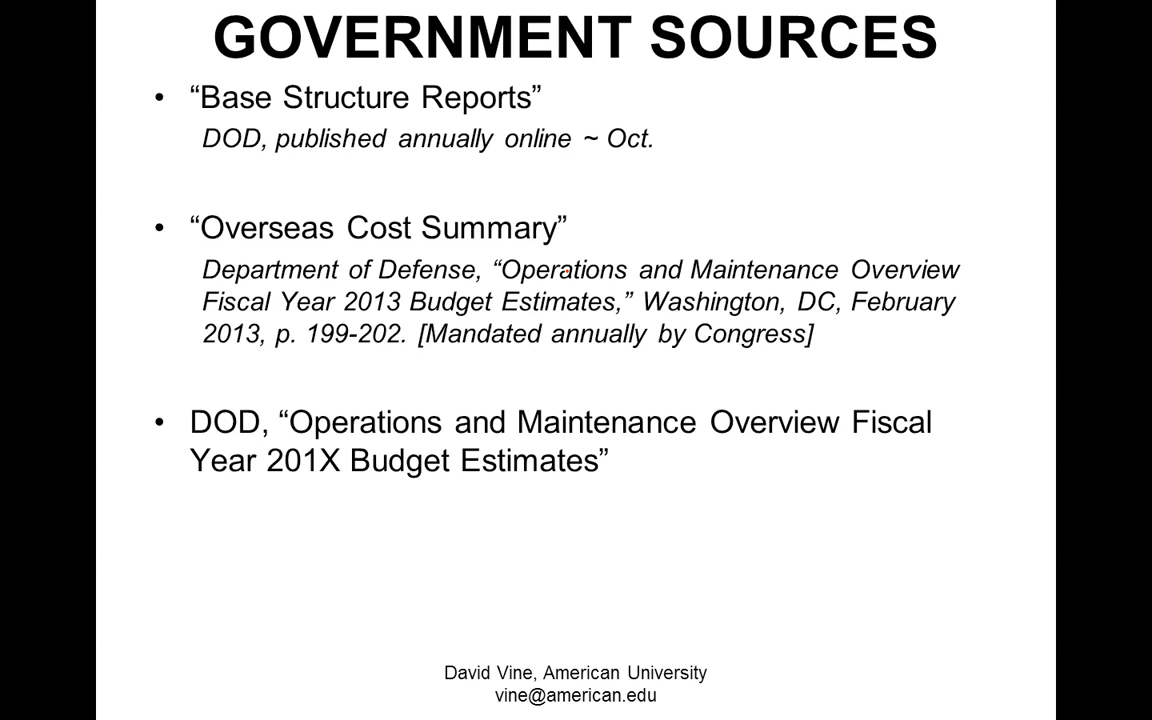 GOVERNMENT SOURCES
• “Base Structure Reports”
DOD, published annually online ~ Oct.
• “Overseas Cost Summary”
Department of Defense, “Operations and Maintenance Overview
Fiscal Year 2013 Budget Estimates,” Washington, DC, February
2013, p. 199-202. [Mandated annually by Congress]
• DOD, “Operations and Maintenance Overview Fiscal
Year 201X Budget Estimates”
David Vine, American University
vine@american.edu